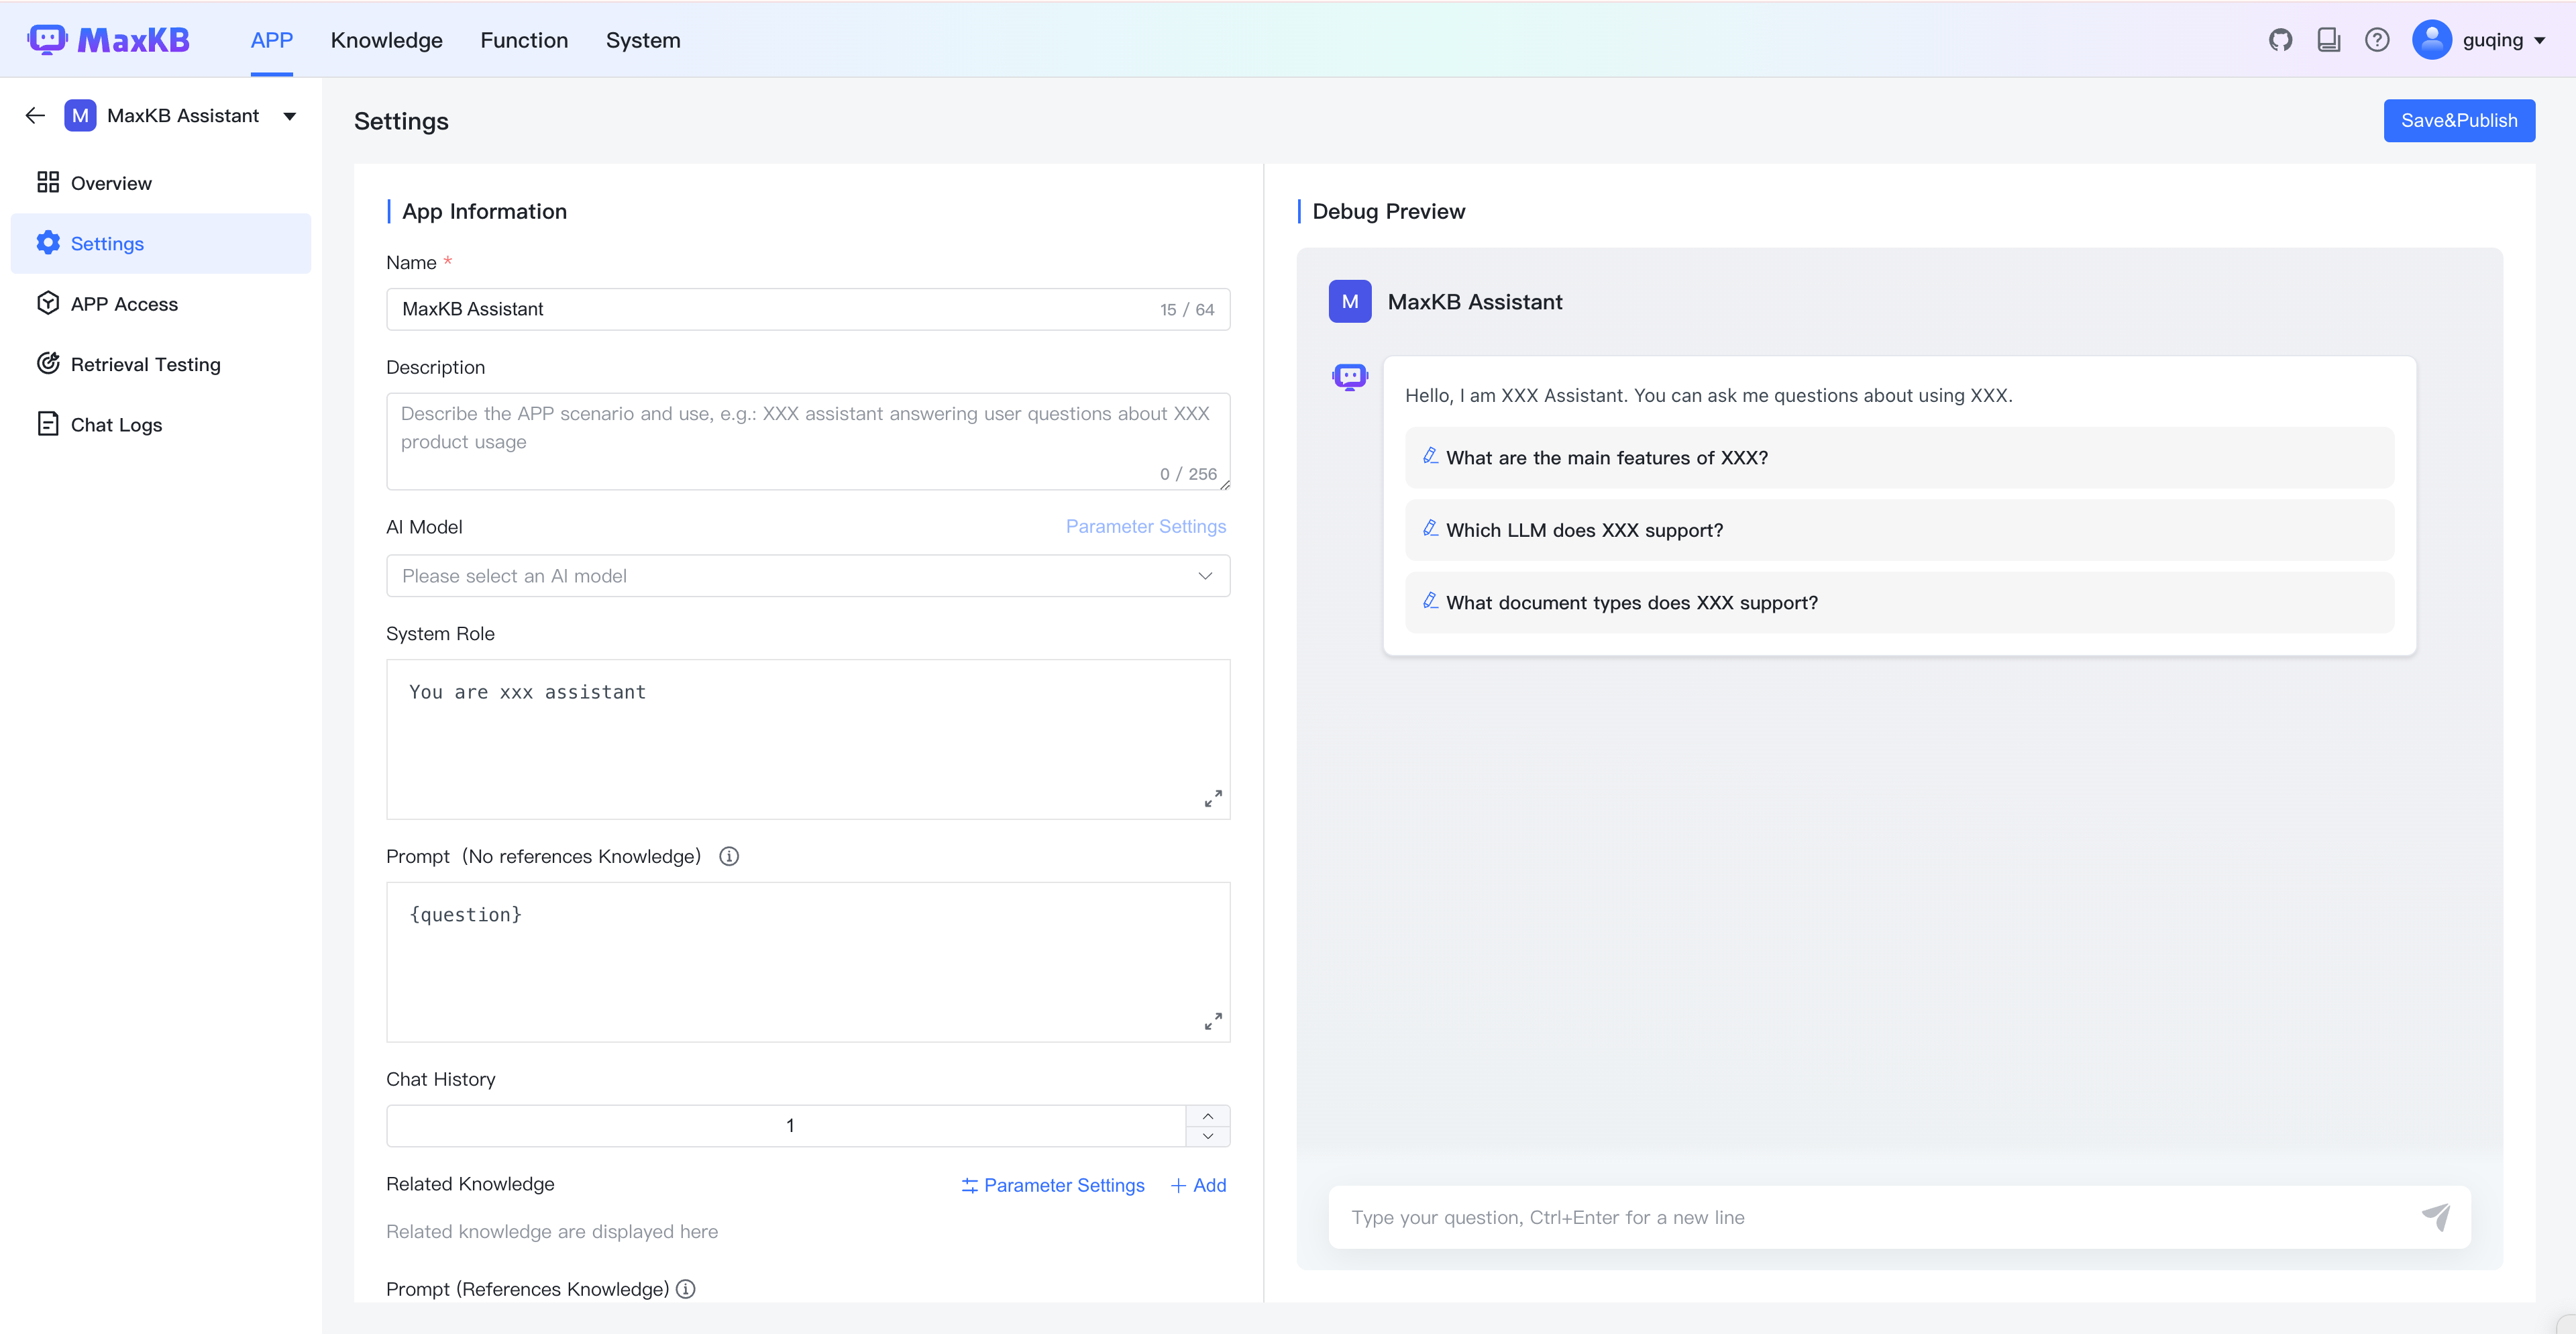 MaxKB
APP
Knowledge
Function
System
guqing
M
MaxKB Assistant
Overview
Settings
APP Access
Retrieval Testing
Chat Logs
Settings
Save&Publish
App Information
Name *
MaxKB Assistant
15 / 64
Description
Describe the APP scenario and use, e.g.: XXX assistant answering user questions about XXX
product usage
0 / 256
AI Model
Parameter Settings
Please select an AI model
System Role
You are xxx assistant
Prompt (No references Knowledge)
{question}
Chat History
1
Related Knowledge
Parameter Settings
Add
Related knowledge are displayed here
Prompt (References Knowledge)
Debug Preview
M
MaxKB Assistant
Hello, I am XXX Assistant. You can ask me questions about using XXX.
What are the main features of XXX?
Which LLM does XXX support?
What document types does XXX support?
Type your question, Ctrl+Enter for a new line